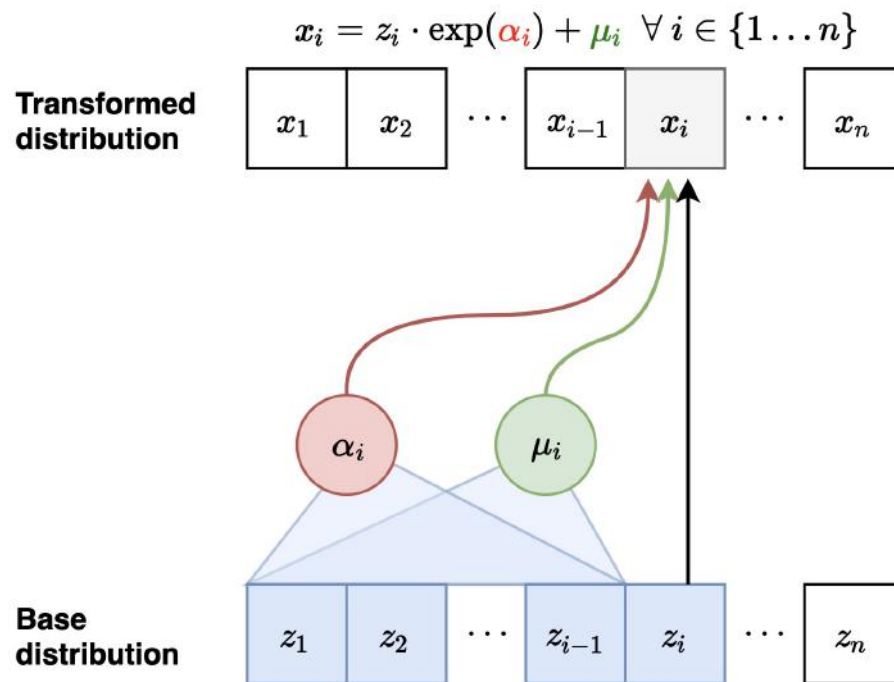 x_i = z_i · exp(α_i) + μ_i ∀ i ∈ {1 … n}
Transformed
distribution
x_1 x_2 ⋯ x_{i−1} x_i ⋯ x_n
α_i μ_i
Base
distribution
z_1 z_2 ⋯ z_{i−1} z_i ⋯ z_n